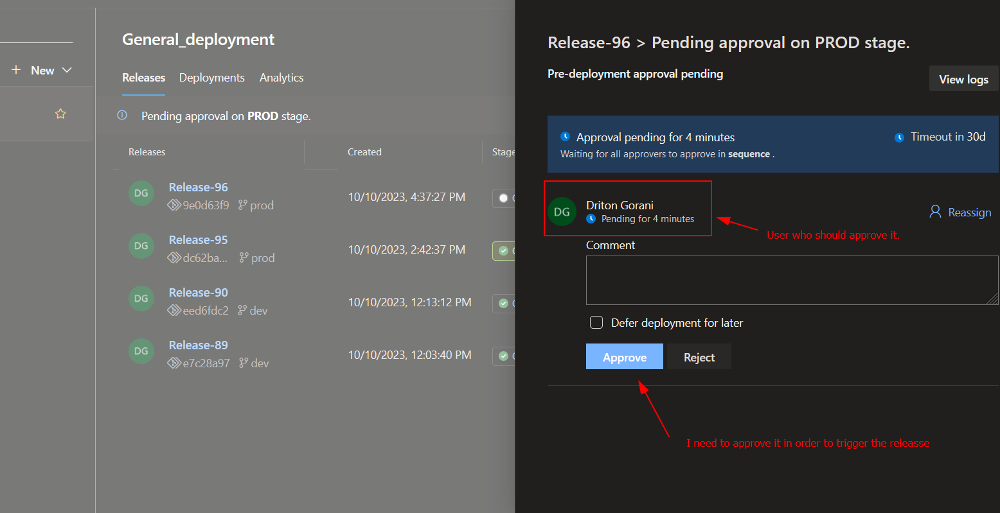 General_deployment
New
Releases Deployments Analytics
Pending approval on PROD stage.
Releases Created Stage
DG Release-96
9e0d63f9 prod
10/10/2023, 4:37:27 PM
DG Release-95
dc62ba... prod
10/10/2023, 2:42:37 PM
DG Release-90
eed6fdc2 dev
10/10/2023, 12:13:12 PM
DG Release-89
e7c28a97 dev
10/10/2023, 12:03:40 PM
Release-96 > Pending approval on PROD stage.
Pre-deployment approval pending
View logs
Approval pending for 4 minutes
Timeout in 30d
Waiting for all approvers to approve in sequence .
DG Driton Gorani
Pending for 4 minutes
Reassign
User who should approve it.
Comment
Defer deployment for later
Approve Reject
I need to approve it in order to trigger the releasse